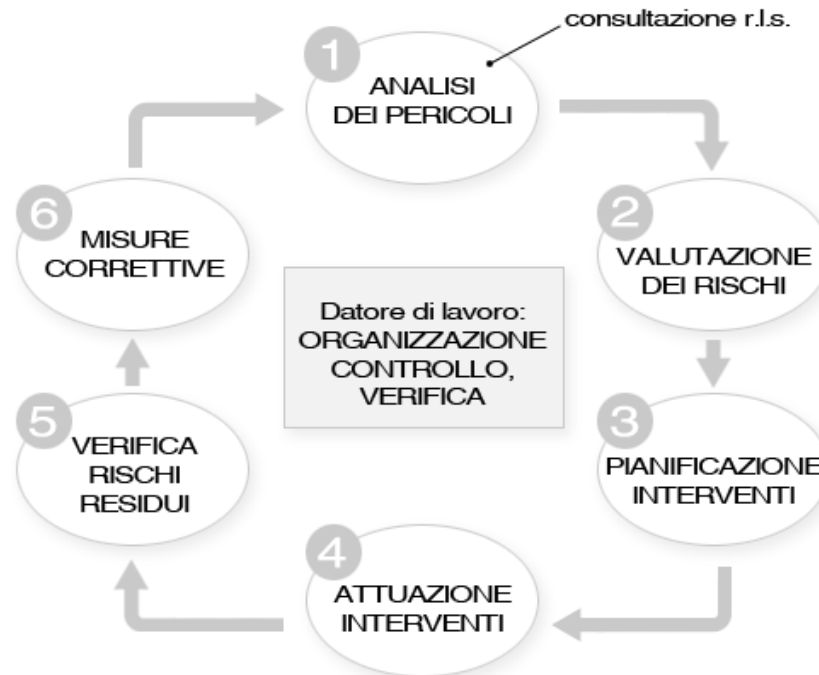 consultazione r.l.s.
1
ANALISI
DEI PERICOLI
2
VALUTAZIONE
DEI RISCHI
3
PIANIFICAZIONE
INTERVENTI
4
ATTUAZIONE
INTERVENTI
5
VERIFICA
RISCHI
RESIDUI
6
MISURE
CORRETTIVE
Datore di lavoro:
ORGANIZZAZIONE
CONTROLLO,
VERIFICA